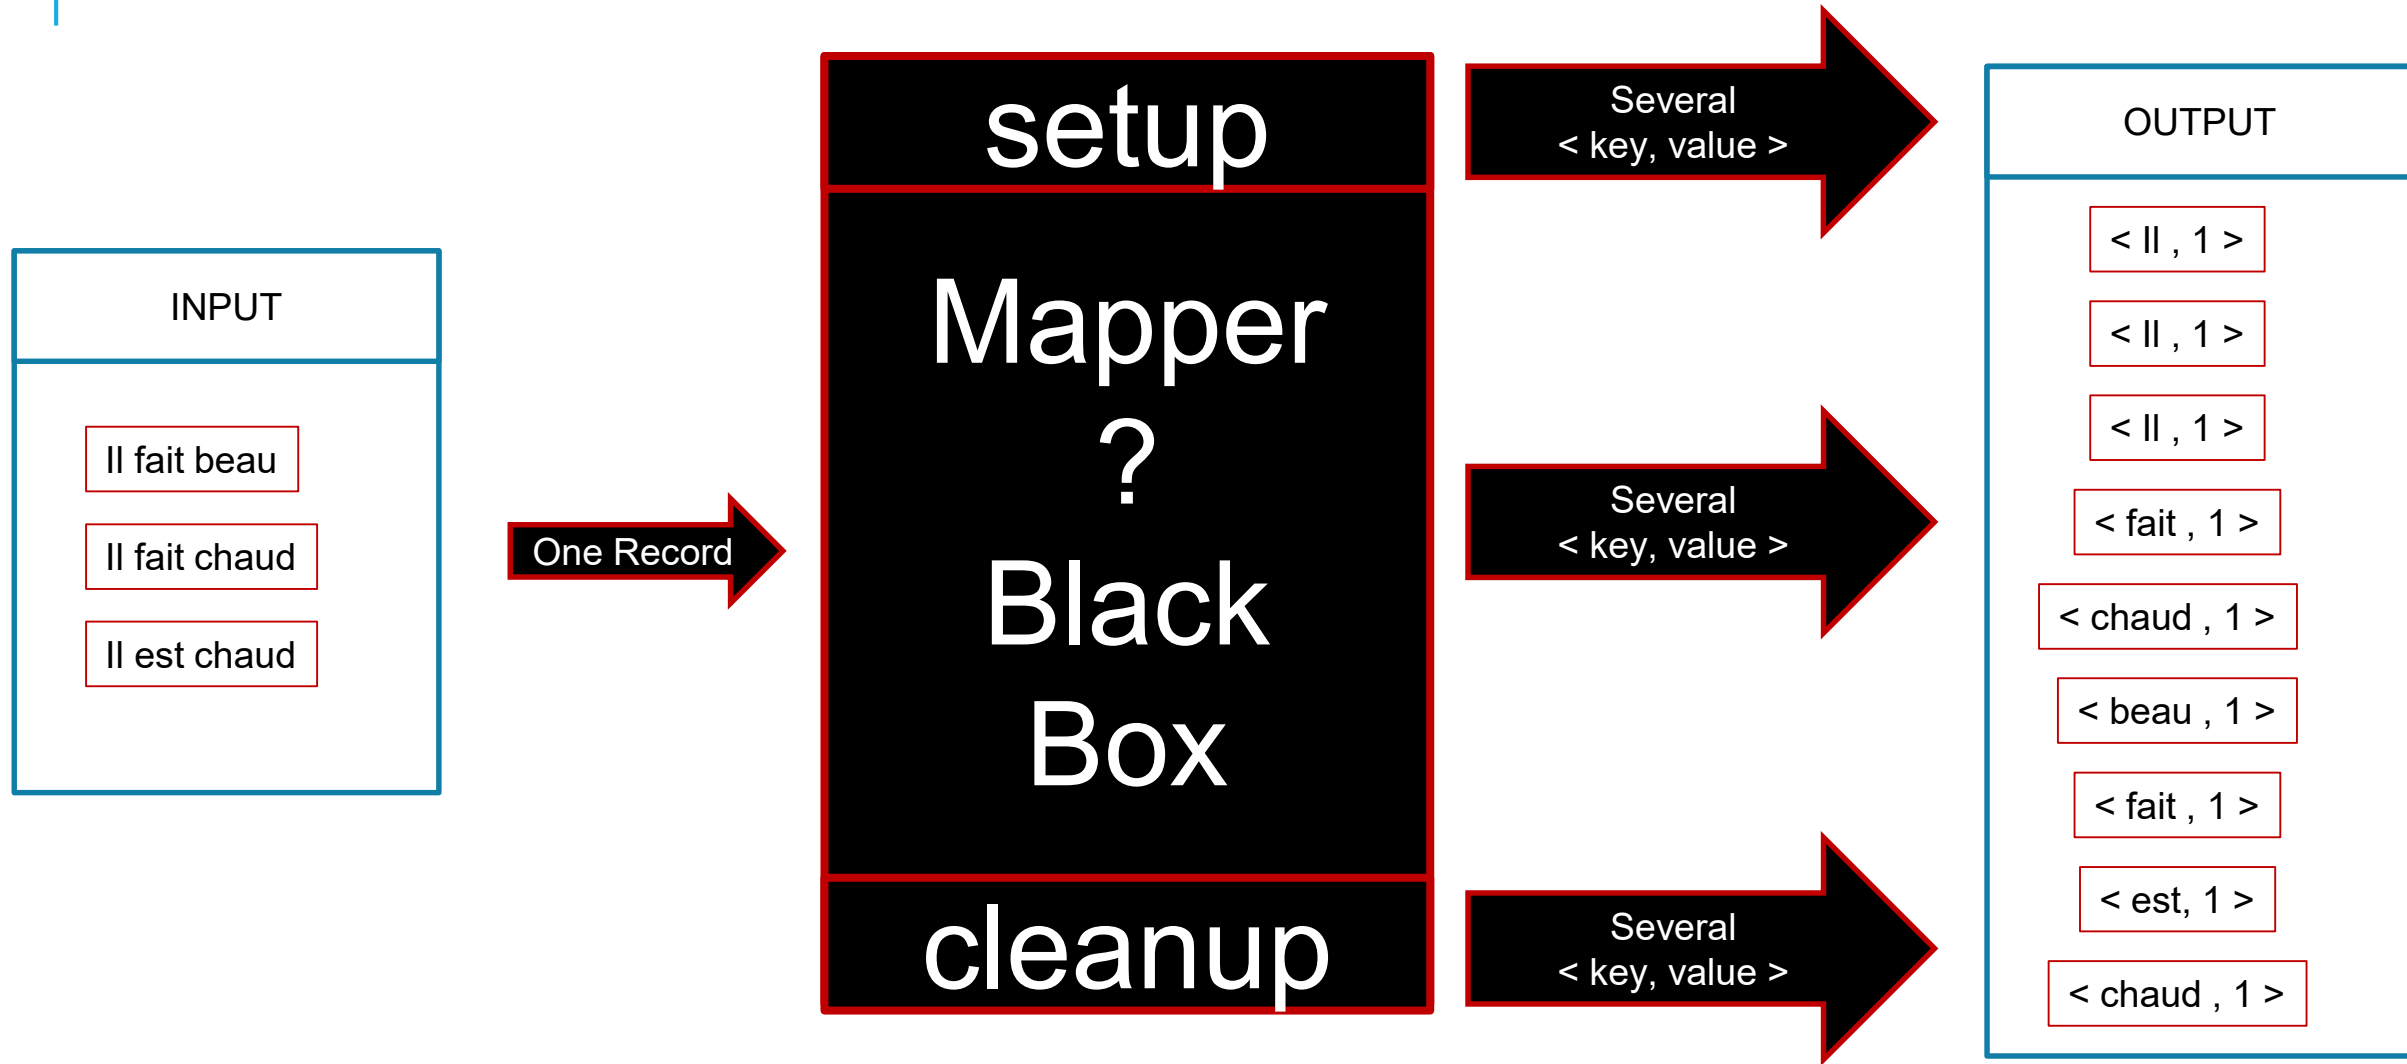 INPUT
Il fait beau
Il fait chaud
Il est chaud
One Record
setup
Mapper
?
Black
Box
cleanup
Several
< key, value >
Several
< key, value >
Several
< key, value >
OUTPUT
< Il , 1 >
< Il , 1 >
< Il , 1 >
< fait , 1 >
< chaud , 1 >
< beau , 1 >
< fait , 1 >
< est, 1 >
< chaud , 1 >